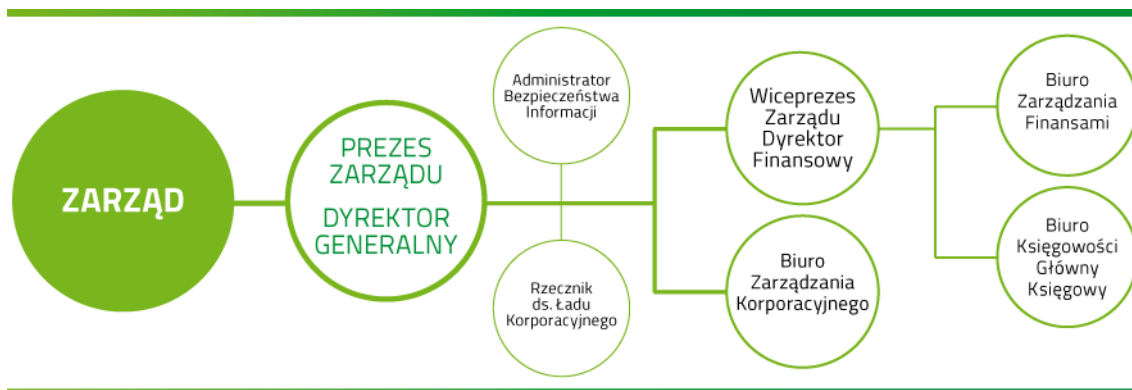 ZARZĄD
PREZES
ZARZĄDU
DYREKTOR
GENERALNY
Administrator
Bezpieczeństwa
Informacji
Rzecznik
ds. Ładu
Korporacyjnego
Wiceprezes
Zarządu
Dyrektor
Finansowy
Biuro
Zarządzania
Korporacyjnego
Biuro
Zarządzania
Finansami
Biuro
Księgowości
Główny
Księgowy